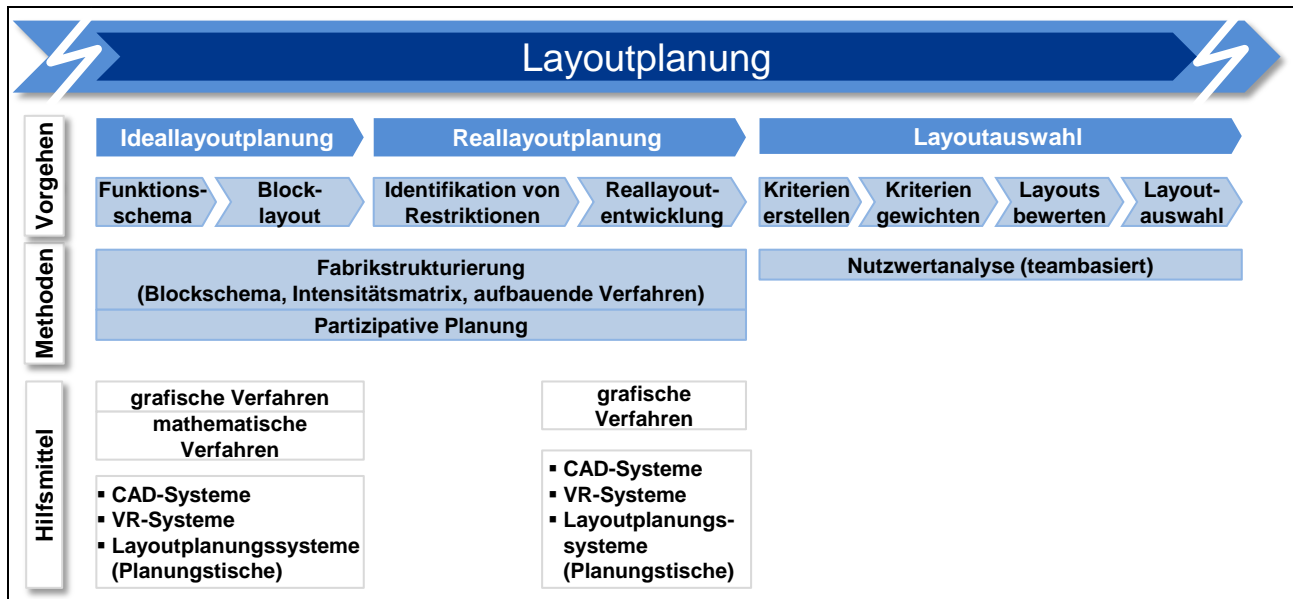 Layoutplanung
Vorgehen
Ideallayoutplanung
Reallayoutplanung
Layoutauswahl
Funktions-
schema
Block-
layout
Identifikation von
Restriktionen
Reallayout-
entwicklung
Kriterien
erstellen
Kriterien
gewichten
Layouts
bewerten
Layout-
auswahl
Methoden
Fabrikstrukturierung
(Blockschema, Intensitätsmatrix, aufbauende Verfahren)
Partizipative Planung
Nutzwertanalyse (teambasiert)
Hilfsmittel
grafische Verfahren
mathematische
Verfahren
▪ CAD-Systeme
▪ VR-Systeme
▪ Layoutplanungssysteme
(Planungstische)
grafische
Verfahren
▪ CAD-Systeme
▪ VR-Systeme
▪ Layoutplanungs-
systeme
(Planungstische)